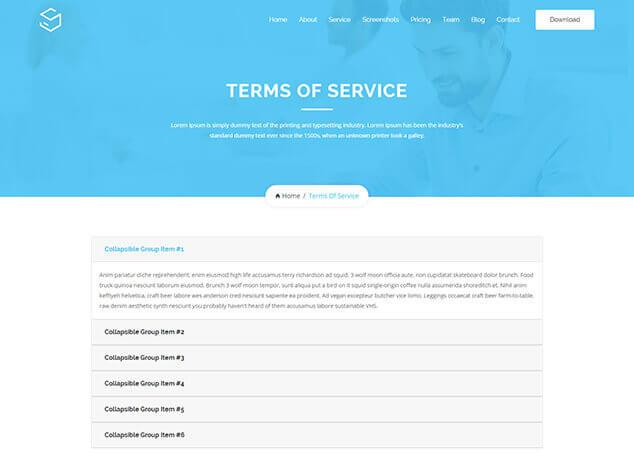 Home About Service Screenshots Pricing Team Blog Contact Download
TERMS OF SERVICE
Lorem Ipsum is simply dummy text of the printing and typesetting industry. Lorem Ipsum has been the industry's
standard dummy text ever since the 1500s, when an unknown printer took a galley.
Home / Terms Of Service
Collapsible Group Item #1
Anim pariatur cliche reprehenderit, enim eiusmod high life accusamus terry richardson ad squid. 3 wolf moon officia aute, non cupidatat skateboard dolor brunch. Food
truck quinoa nesciunt laborum eiusmod. Brunch 3 wolf moon tempor, sunt aliqua put a bird on it squid single-origin coffee nulla assumenda shoreditch et. Nihil anim
keffiyeh helvetica, craft beer labore wes anderson cred nesciunt sapiente ea proident. Ad vegan excepteur butcher vice lomo. Leggings occaecat craft beer farm-to-table,
raw denim aesthetic synth nesciunt you probably haven't heard of them accusamus labore sustainable VHS.
Collapsible Group Item #2
Collapsible Group Item #3
Collapsible Group Item #4
Collapsible Group Item #5
Collapsible Group Item #6